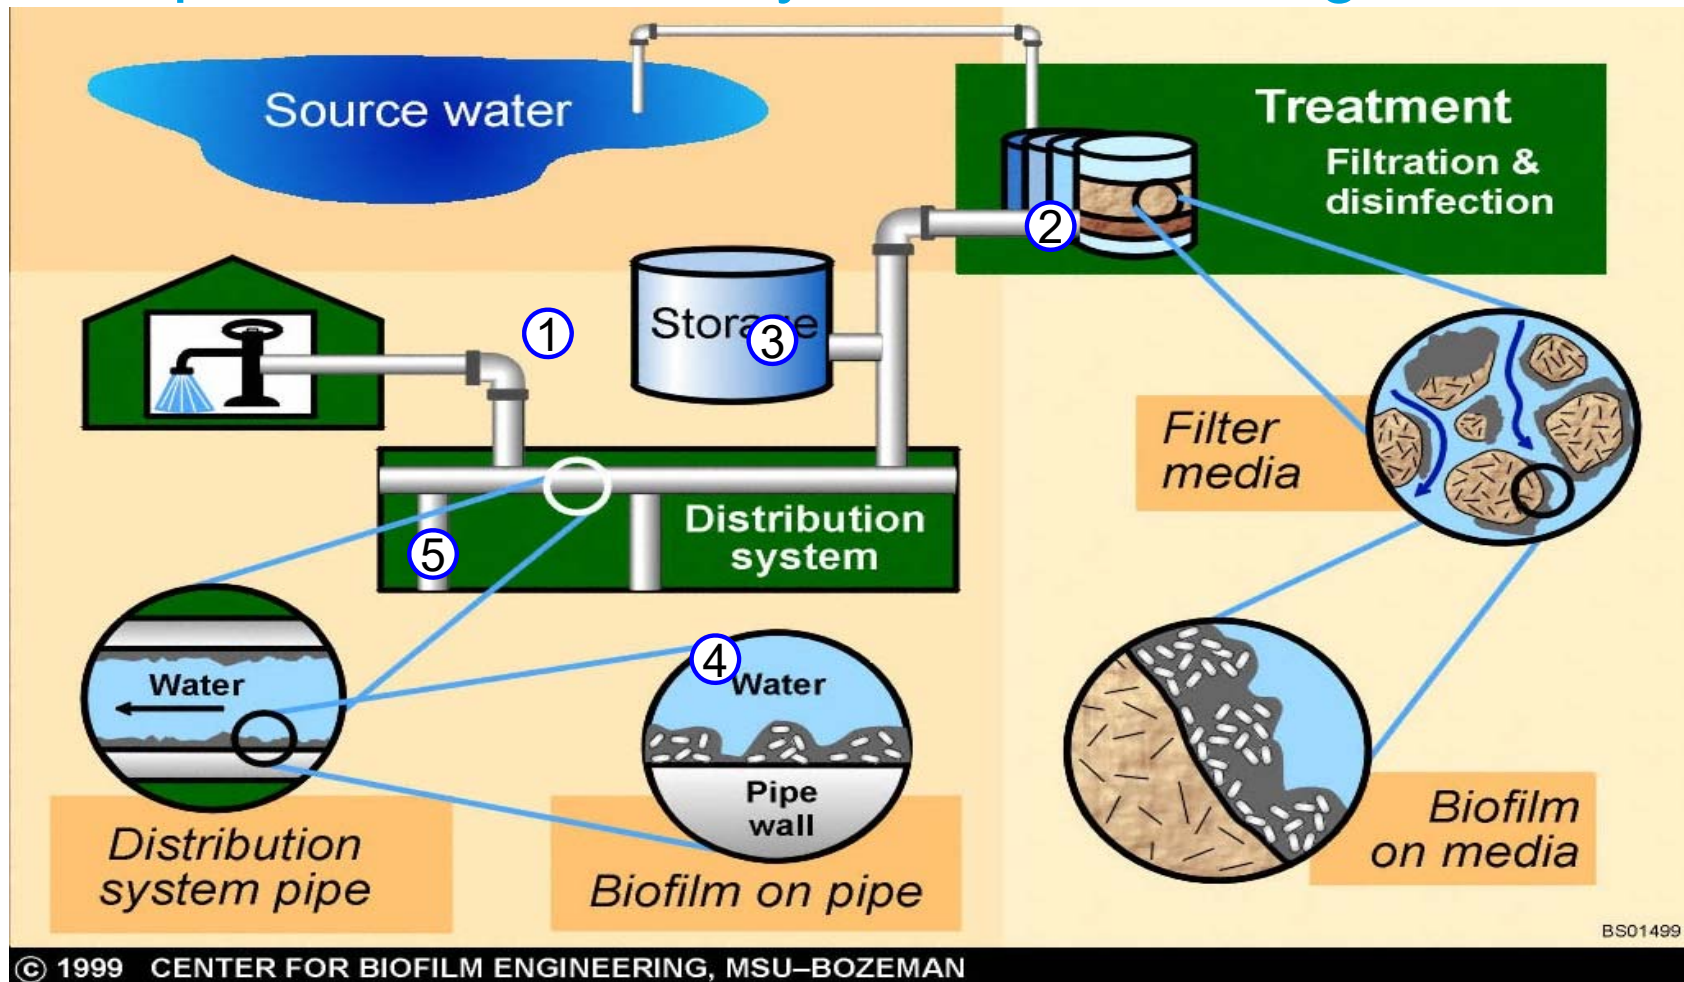 Source water
Treatment
Filtration &
disinfection
2
1
Storage
3
Filter
media
Distribution
system
5
4
Water
Water
Pipe
wall
Distribution
system pipe
Biofilm on pipe
Biofilm
on media
BS01499
© 1999 CENTER FOR BIOFILM ENGINEERING, MSU–BOZEMAN